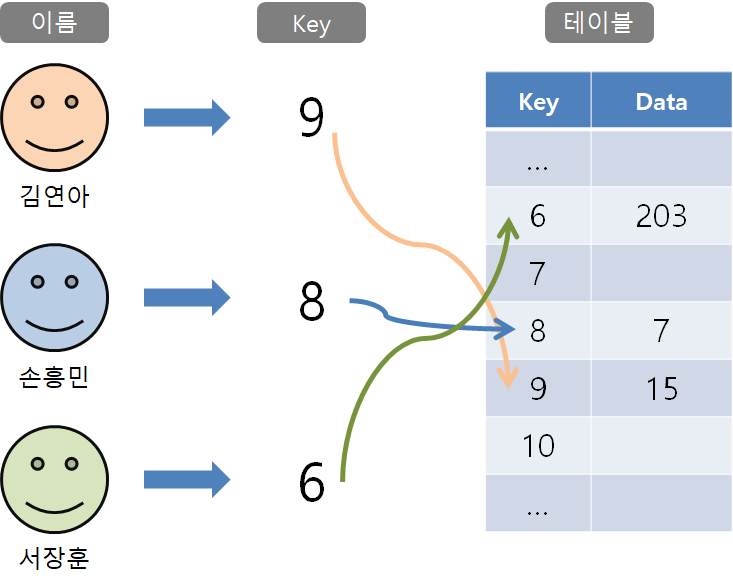 이름
Key
테이블
김연아
9
손흥민
8
서장훈
6
Key Data
...
6 203
7
8 7
9 15
10
...